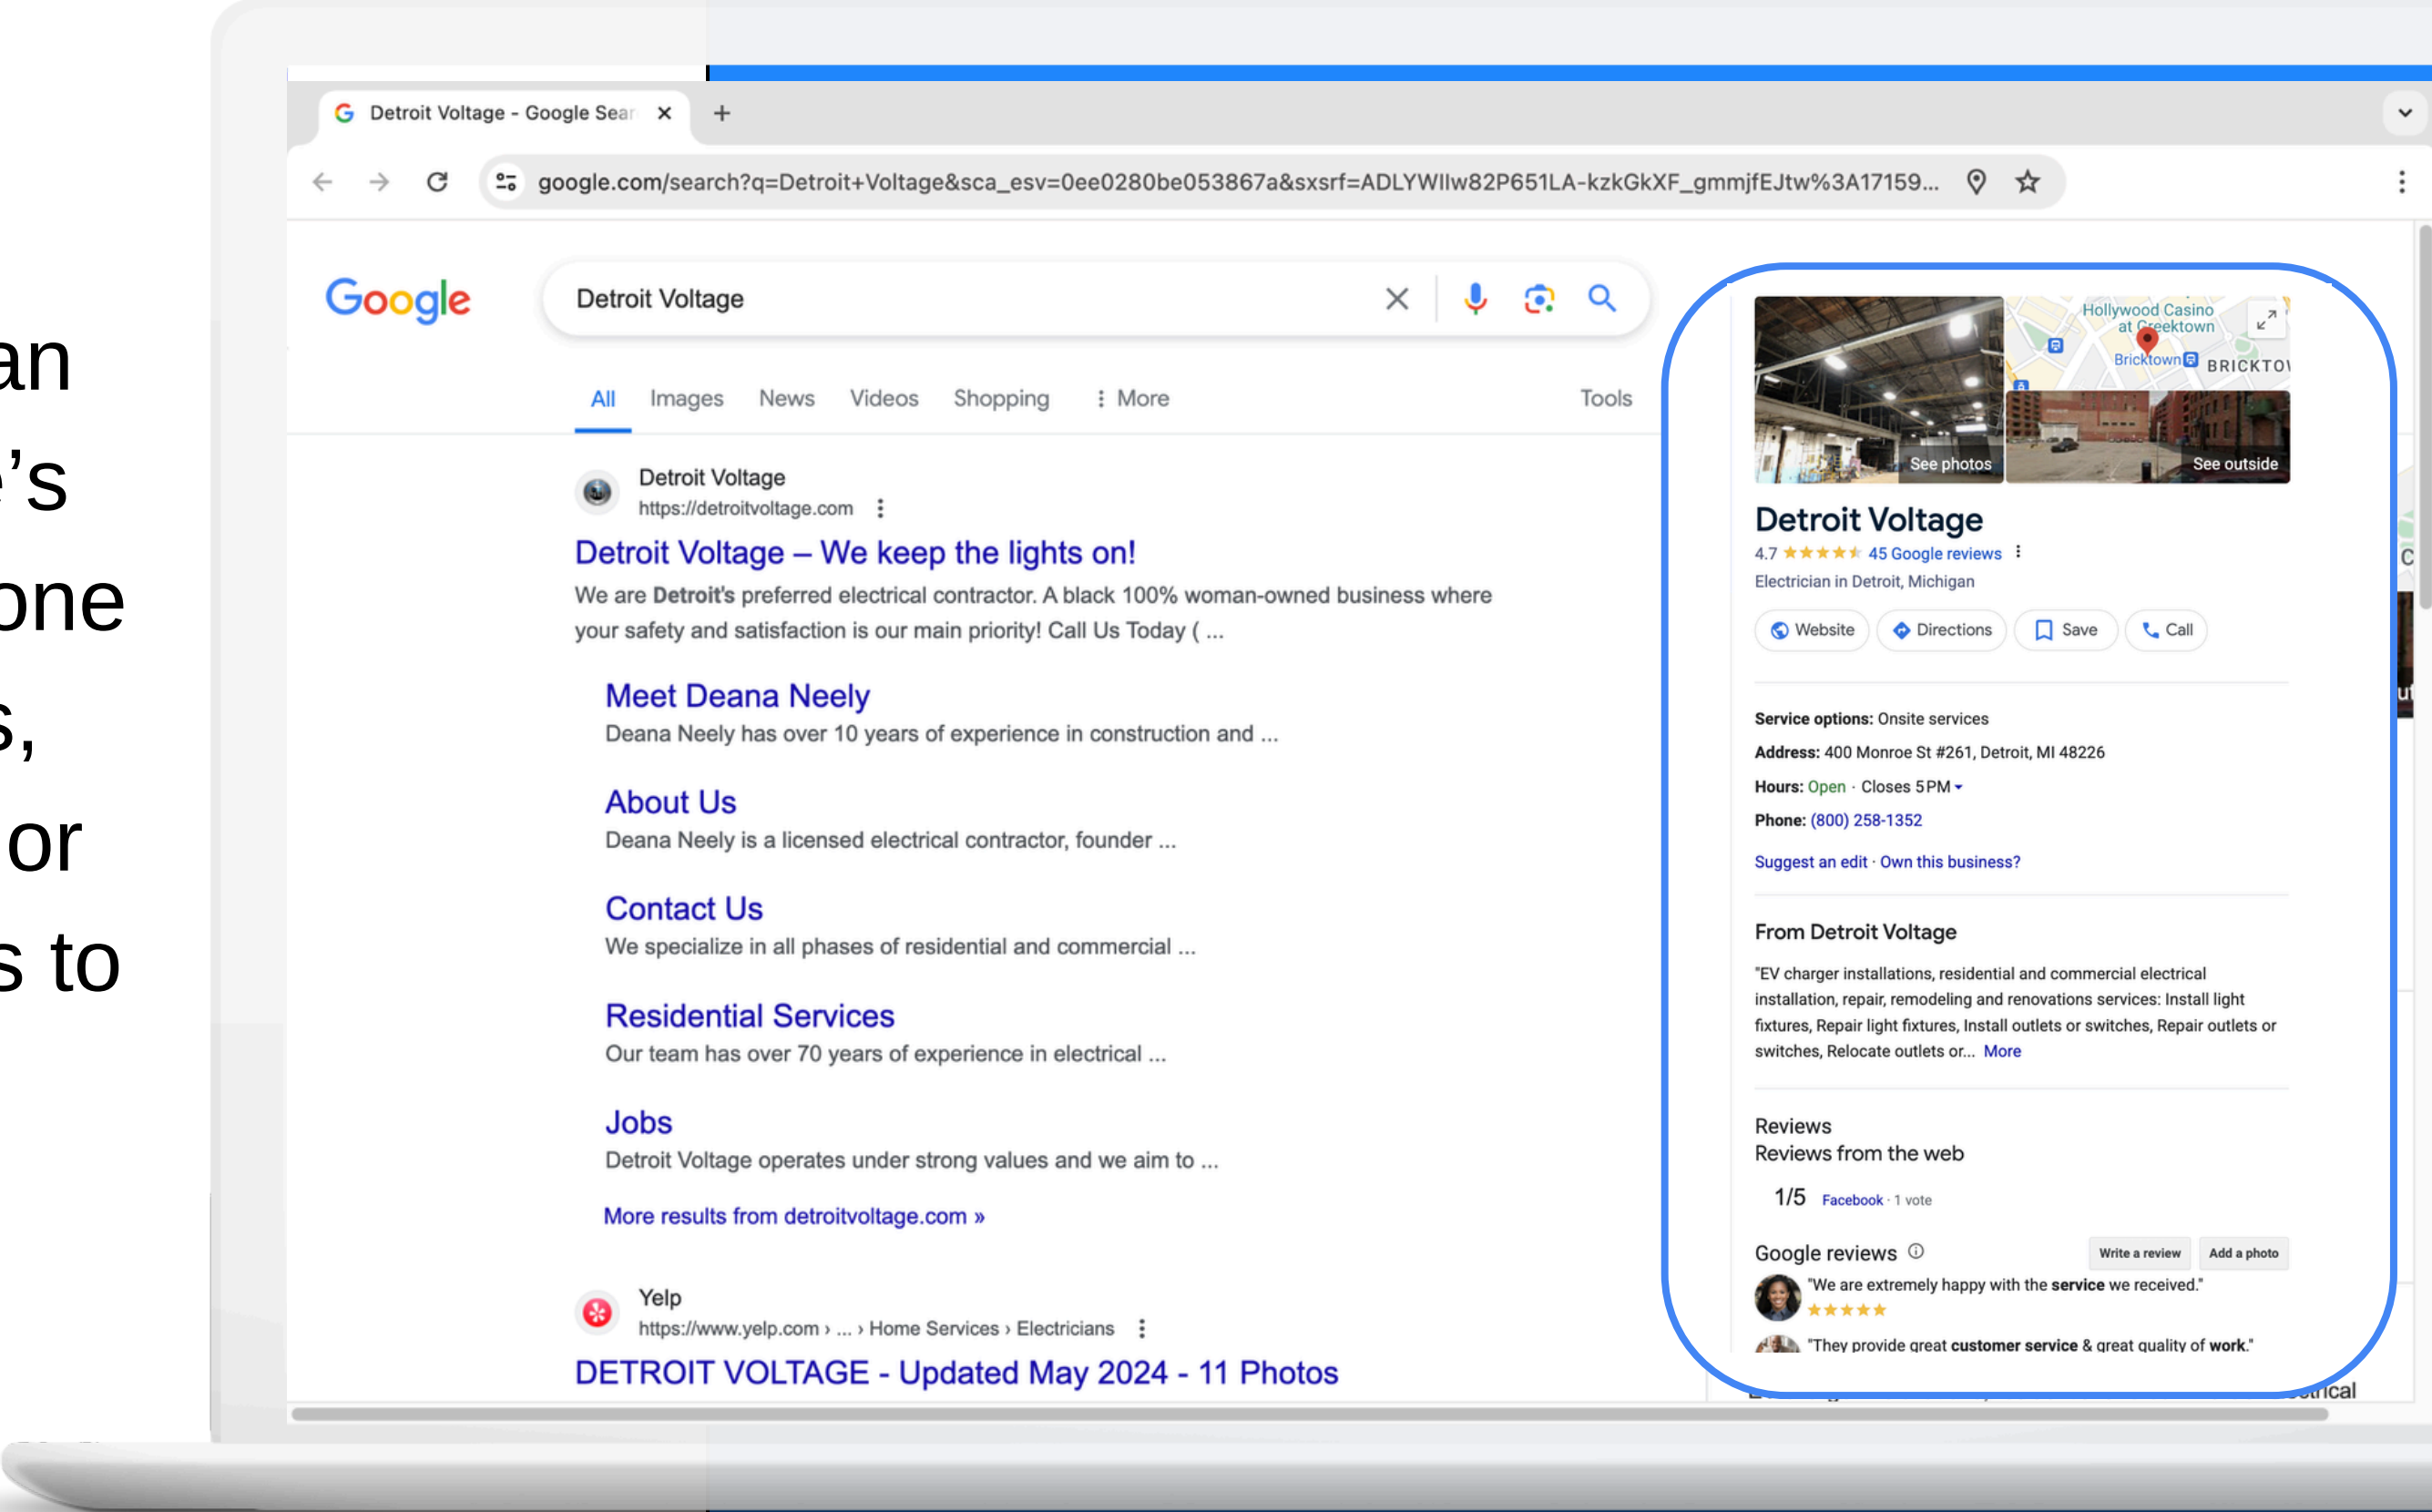 an
's
one
s,
or
s to
Detroit Voltage - Google Sear
google.com/search?q=Detroit+Voltage&sca_esv=0ee0280be053867a&sxsrf=ADLYWIIw82P651LA-kzkGkXF_gmmjfEJtw%3A17159...
Google
Detroit Voltage
All Images News Videos Shopping More Tools
Detroit Voltage
https://detroitvoltage.com
Detroit Voltage – We keep the lights on!
We are Detroit's preferred electrical contractor. A black 100% woman-owned business where
your safety and satisfaction is our main priority! Call Us Today ( ...
Meet Deana Neely
Deana Neely has over 10 years of experience in construction and ...
About Us
Deana Neely is a licensed electrical contractor, founder ...
Contact Us
We specialize in all phases of residential and commercial ...
Residential Services
Our team has over 70 years of experience in electrical ...
Jobs
Detroit Voltage operates under strong values and we aim to ...
More results from detroitvoltage.com »
Yelp
https://www.yelp.com › ... › Home Services › Electricians
DETROIT VOLTAGE - Updated May 2024 - 11 Photos
Hollywood Casino
at Greektown
Bricktown
BRICKTOW
See photos
See outside
Detroit Voltage
4.7 45 Google reviews
Electrician in Detroit, Michigan
Website Directions Save Call
Service options: Onsite services
Address: 400 Monroe St #261, Detroit, MI 48226
Hours: Open · Closes 5 PM
Phone: (800) 258-1352
Suggest an edit · Own this business?
From Detroit Voltage
"EV charger installations, residential and commercial electrical
installation, repair, remodeling and renovations services: Install light
fixtures, Repair light fixtures, Install outlets or switches, Repair outlets or
switches, Relocate outlets or... More
Reviews
Reviews from the web
1/5 Facebook · 1 vote
Google reviews
Write a review Add a photo
"We are extremely happy with the service we received."
"They provide great customer service & great quality of work."